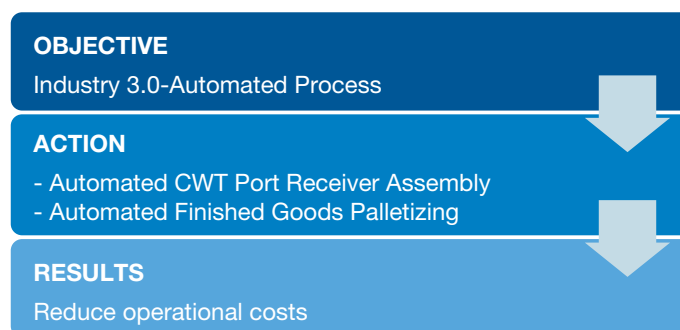 OBJECTIVE
Industry 3.0-Automated Process
ACTION
- Automated CWT Port Receiver Assembly
- Automated Finished Goods Palletizing
RESULTS
Reduce operational costs